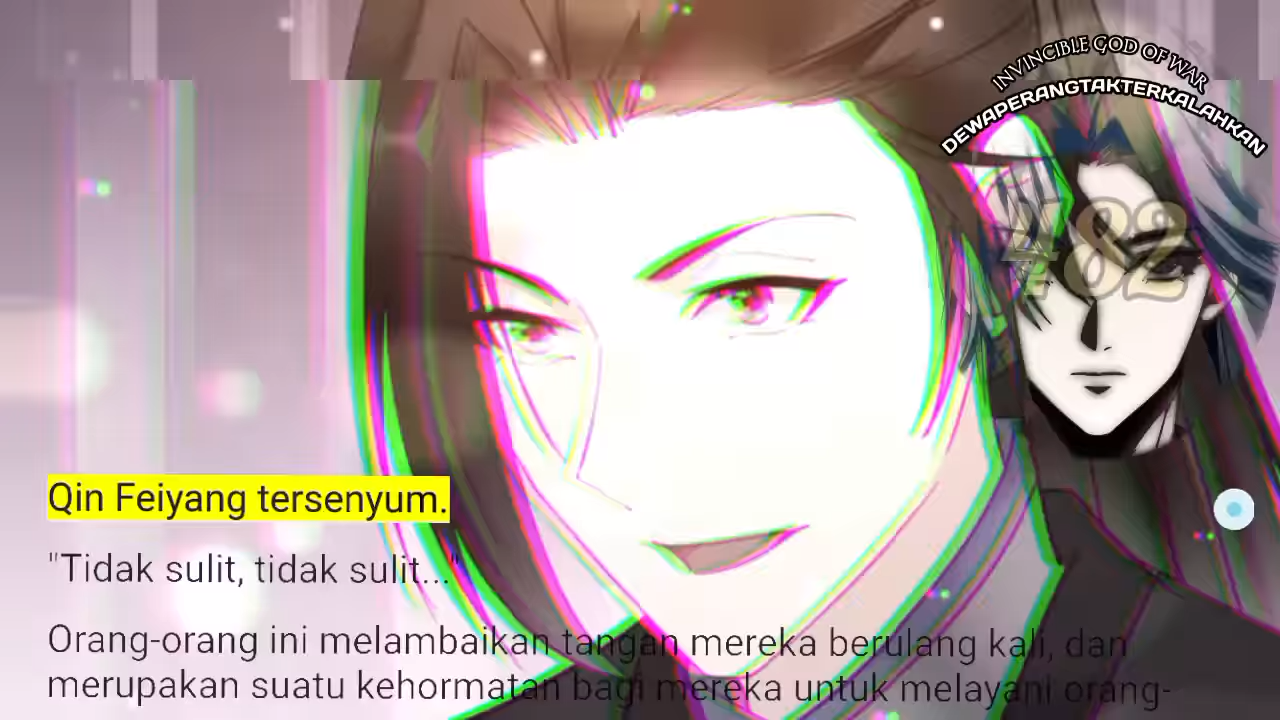 INVINCIBLE GOD OF WAR
DEWAPERANGTAKTERKALAHKAN
482
Qin Feiyang tersenyum.
"Tidak sulit, tidak sulit..."
Orang-orang ini melambaikan tangan mereka berulang kali, dan
merupakan suatu kehormatan bagi mereka untuk melayani orang-